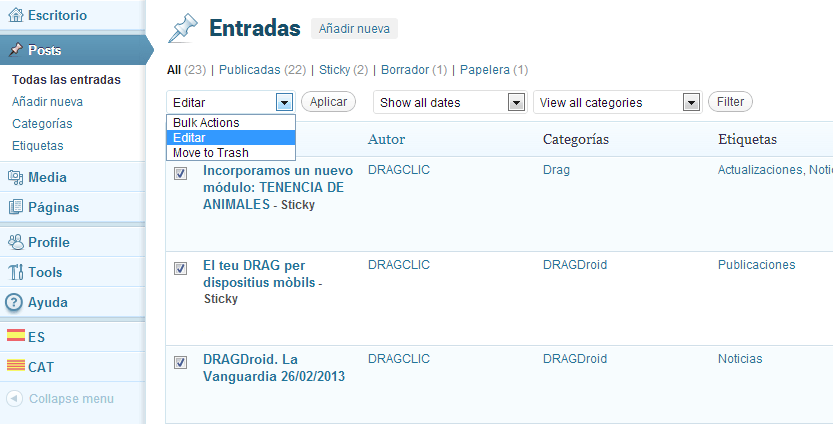 Escritorio
Posts
Todas las entradas
Añadir nueva
Categorías
Etiquetas
Media
Páginas
Profile
Tools
Ayuda
ES
CAT
Collapse menu
Entradas Añadir nueva
All (23) | Publicadas (22) | Sticky (2) | Borrador (1) | Papelera (1)
Editar Aplicar Show all dates View all categories Filter
Bulk Actions
Editar
Move to Trash
Autor Categorías Etiquetas
Incorporamos un nuevo DRAGCLIC Drag Actualizaciones, Notic
módulo: TENENCIA DE
ANIMALES - Sticky
El teu DRAG per DRAGCLIC DRAGDroid Publicaciones
dispositius mòbils -
Sticky
DRAGDroid. La DRAGCLIC DRAGDroid Noticias
Vanguardia 26/02/2013